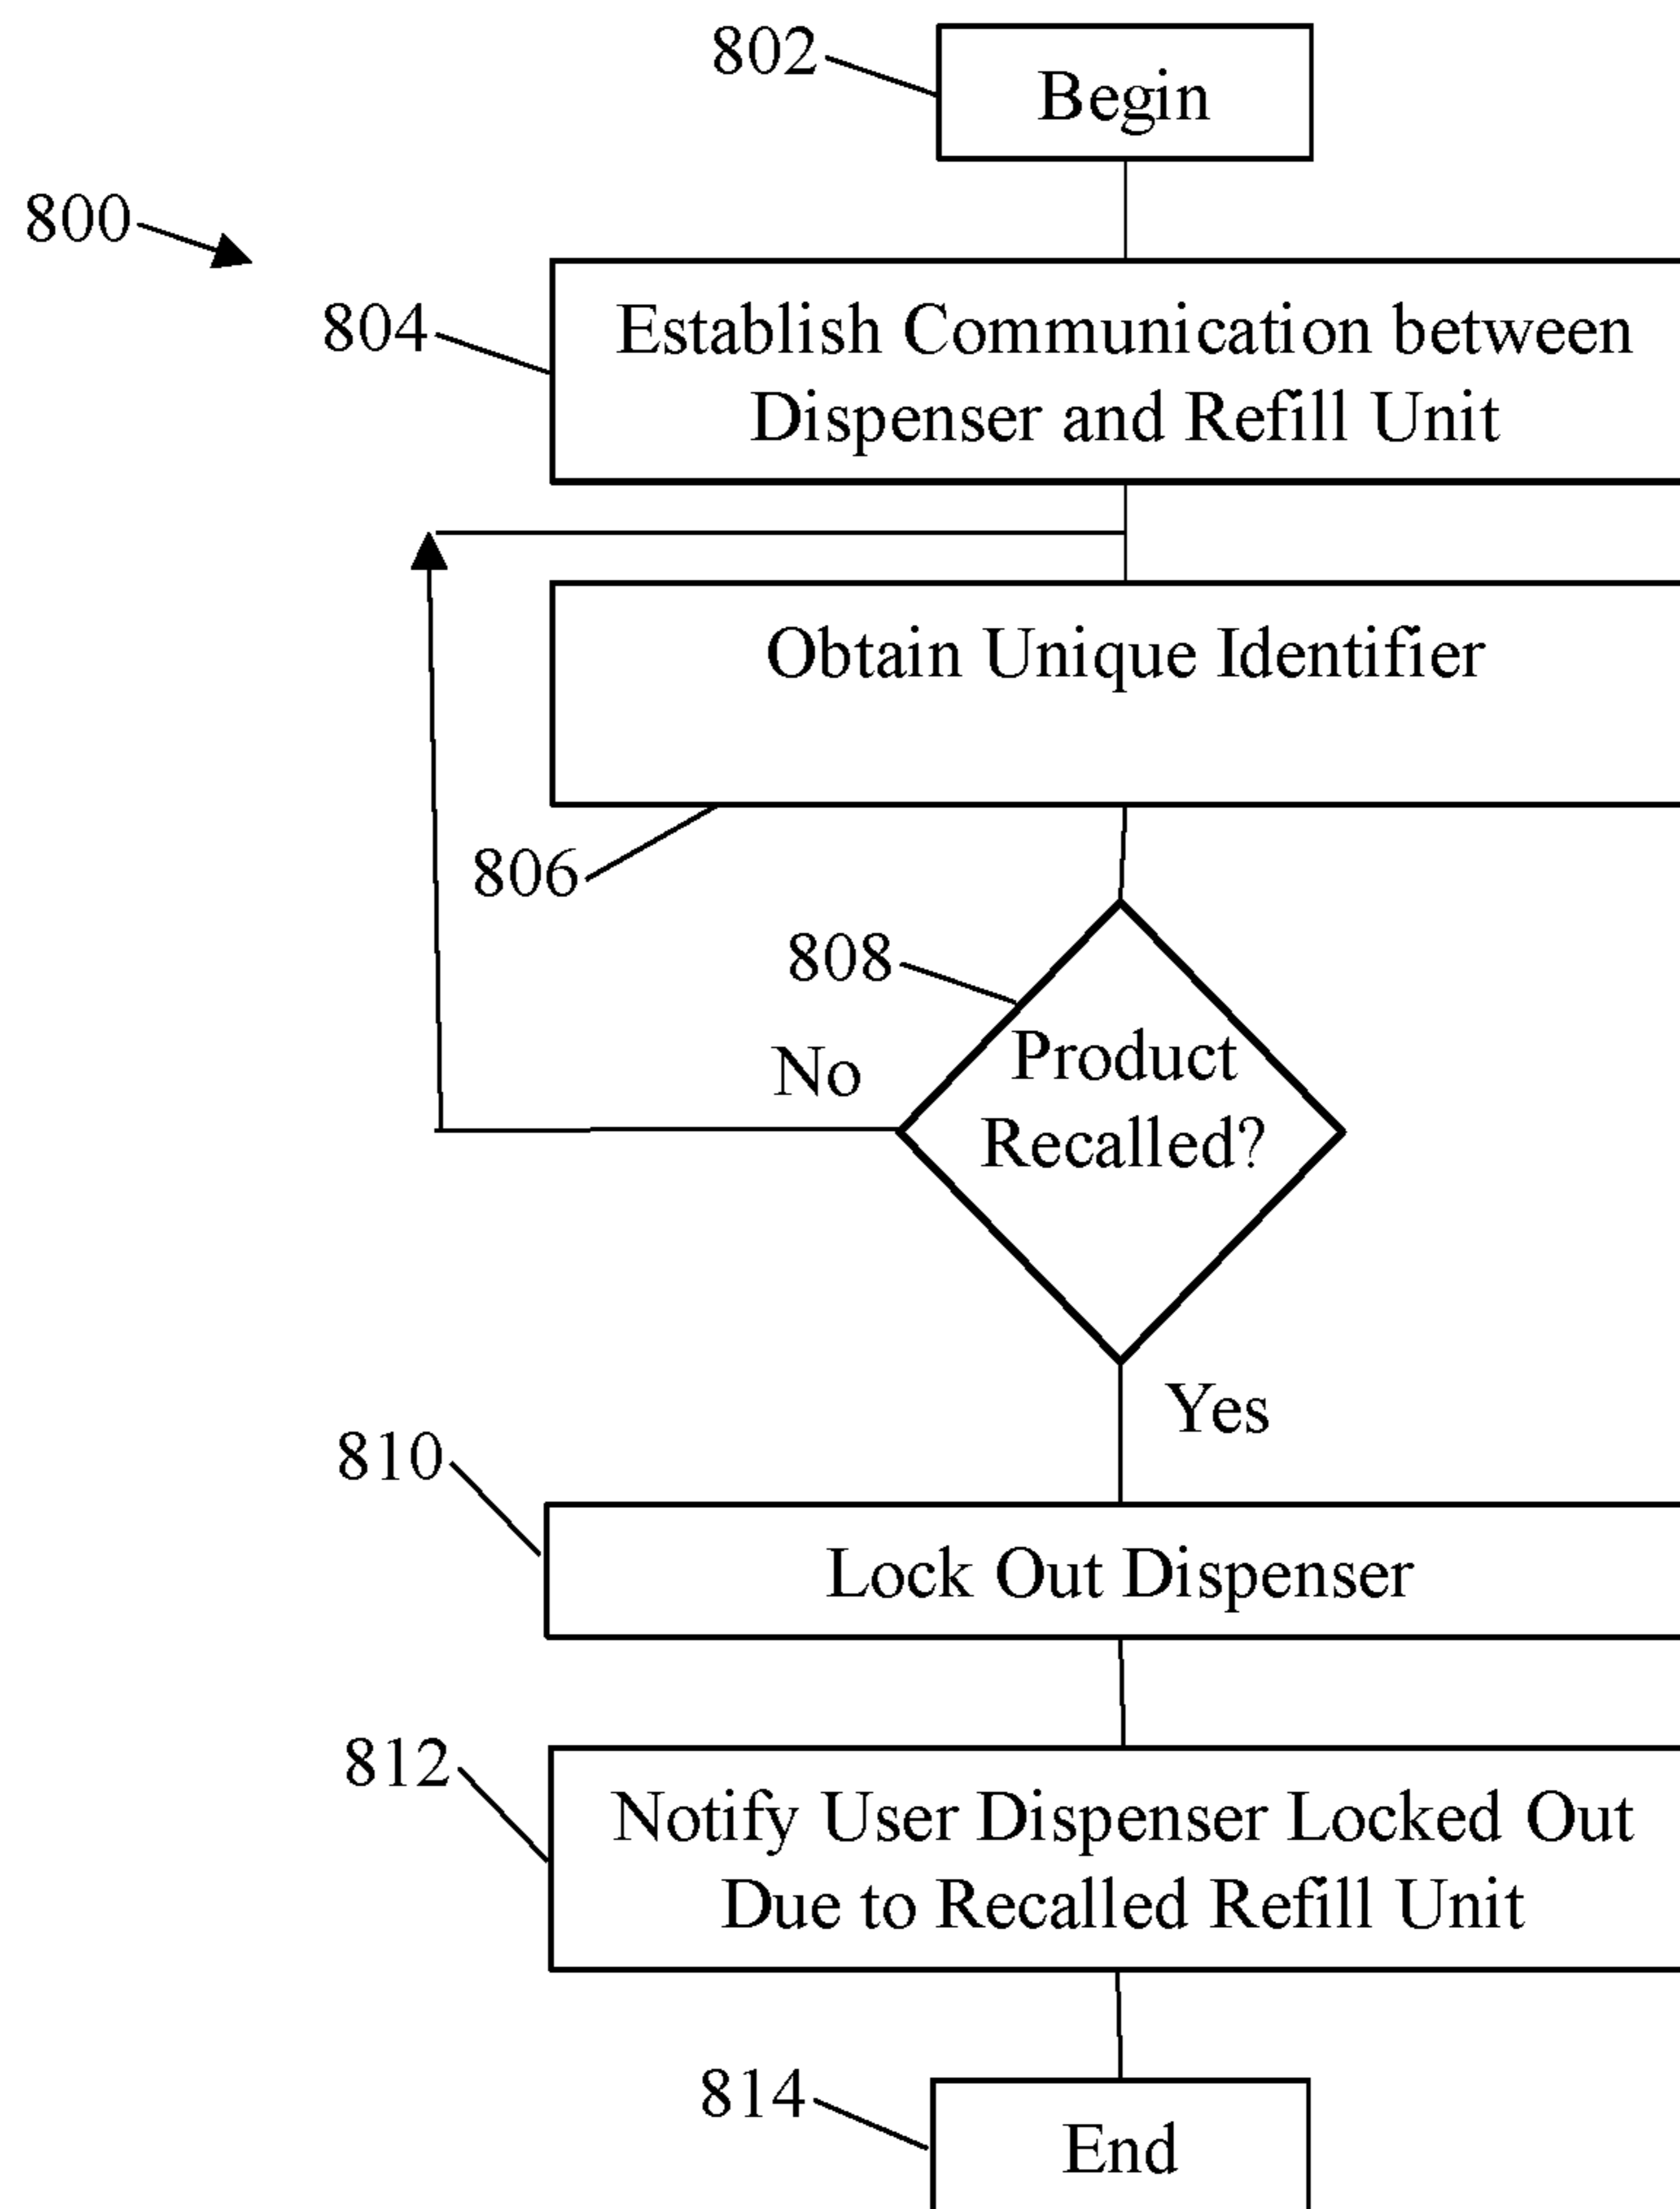 802
Begin
800
804
Establish Communication between
Dispenser and Refill Unit
Obtain Unique Identifier
806
808
Product
Recalled?
No
Yes
810
Lock Out Dispenser
812
Notify User Dispenser Locked Out
Due to Recalled Refill Unit
814
End